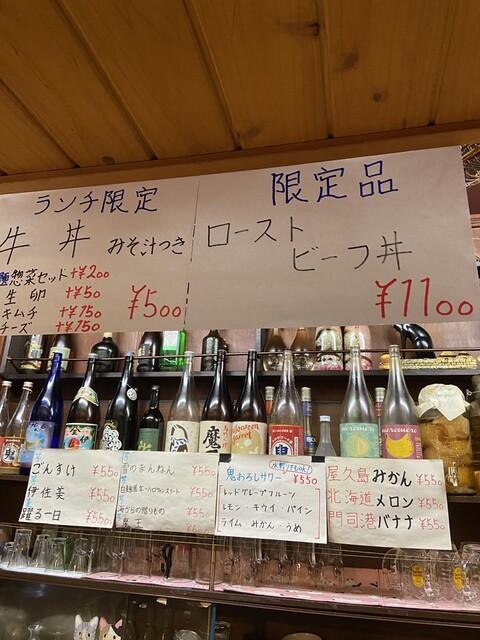 ランチ限定
牛丼 みそ汁つき
惣菜セット +¥200
生卵 +¥50
キムチ +¥150
チーズ +¥150
¥500
限定品
ロースト
ビーフ丼
¥1100
ごんすけ ¥550
伊佐美 ¥550
躍る一日 ¥550
¥550
¥550
¥550
魔王
鬼おろしサワー ¥550
レッドグレープフルーツ
レモン・キウイ・パイン
ライム・みかん・うめ
屋久島みかん ¥550
北海道メロン ¥550
門司港バナナ ¥550